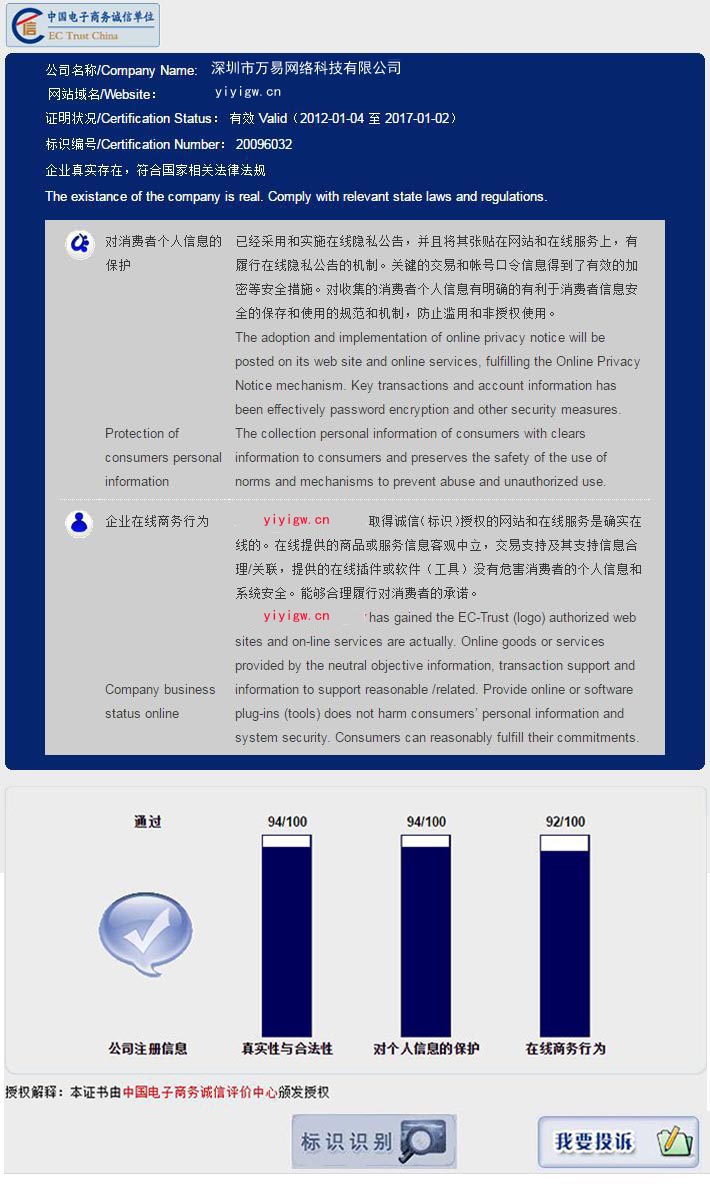 中国电子商务诚信单位
EC Trust China
公司名称/Company Name: 深圳市万易网络科技有限公司
网站域名/Website: yiyigw.cn
证明状况/Certification Status: 有效 Valid（2012-01-04 至 2017-01-02）
标识编号/Certification Number: 20096032
企业真实存在，符合国家相关法律法规
The existance of the company is real. Comply with relevant state laws and regulations.
对消费者个人信息的
保护
已经采用和实施在线隐私公告，并且将其张贴在网站和在线服务上，有
履行在线隐私公告的机制。关键的交易和帐号口令信息得到了有效的加
密等安全措施。对收集的消费者个人信息有明确的有利于消费者信息安
全的保存和使用的规范和机制，防止滥用和非授权使用。
The adoption and implementation of online privacy notice will be
posted on its web site and online services, fulfilling the Online Privacy
Notice mechanism. Key transactions and account information has
been effectively password encryption and other security measures.
Protection of
consumers personal
information
The collection personal information of consumers with clears
information to consumers and preserves the safety of the use of
norms and mechanisms to prevent abuse and unauthorized use.
企业在线商务行为
yiyigw.cn 取得诚信(标识)授权的网站和在线服务是确实在
线的。在线提供的商品或服务信息客观中立，交易支持及其支持信息合
理/关联，提供的在线插件或软件（工具）没有危害消费者的个人信息和
系统安全。能够合理履行对消费者的承诺。
yiyigw.cn has gained the EC-Trust (logo) authorized web
sites and on-line services are actually. Online goods or services
provided by the neutral objective information, transaction support and
Company business
status online
information to support reasonable /related. Provide online or software
plug-ins (tools) does not harm consumers' personal information and
system security. Consumers can reasonably fulfill their commitments.
通过
94/100
94/100
92/100
公司注册信息
真实性与合法性
对个人信息的保护
在线商务行为
授权解释：本证书由中国电子商务诚信评价中心颁发授权
标识识别
我要投诉